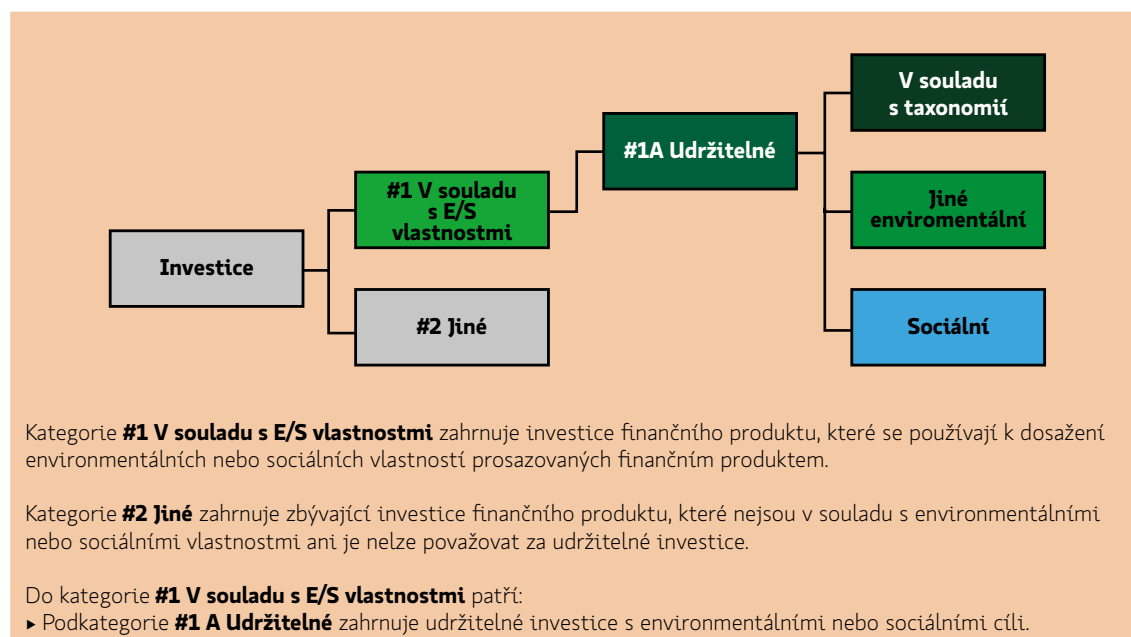 V souladu
s taxonomií
#1A Udržitelné
#1 V souladu
s E/S
vlastnostmi
Jiné
enviromentální
Investice
#2 Jiné
Sociální
Kategorie #1 V souladu s E/S vlastnostmi zahrnuje investice finančního produktu, které se používají k dosažení
environmentálních nebo sociálních vlastností prosazovaných finančním produktem.
Kategorie #2 Jiné zahrnuje zbývající investice finančního produktu, které nejsou v souladu s environmentálními
nebo sociálními vlastnostmi ani je nelze považovat za udržitelné investice.
Do kategorie #1 V souladu s E/S vlastnostmi patří:
▸ Podkategorie #1 A Udržitelné zahrnuje udržitelné investice s environmentálními nebo sociálními cíli.